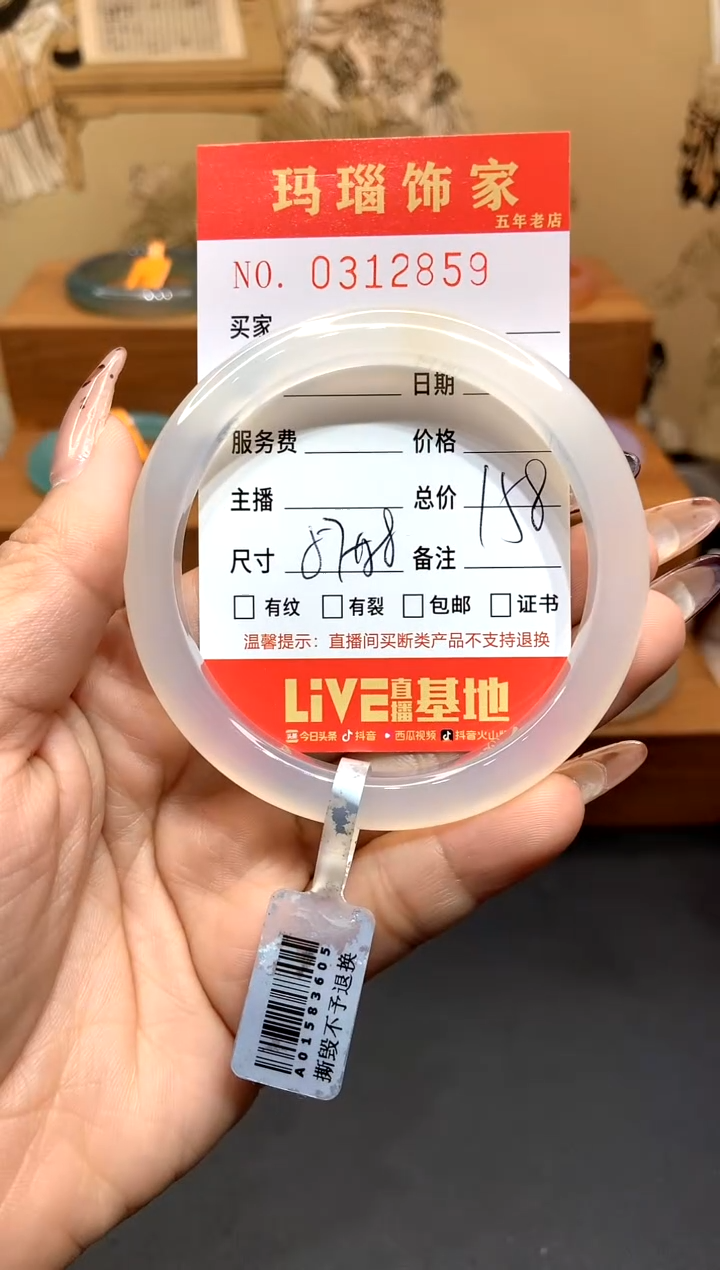 玛瑙饰家
五年老店
NO. 0312859
买家
日期
服务费 价格
主播 总价 158
尺寸 备注
有纹 有裂 包邮 证书
温馨提示：直播间买断类产品不支持退换
LiVE直播基地
今日头条 抖音 西瓜视频 抖音火山
A01583605
撕毁不予退换